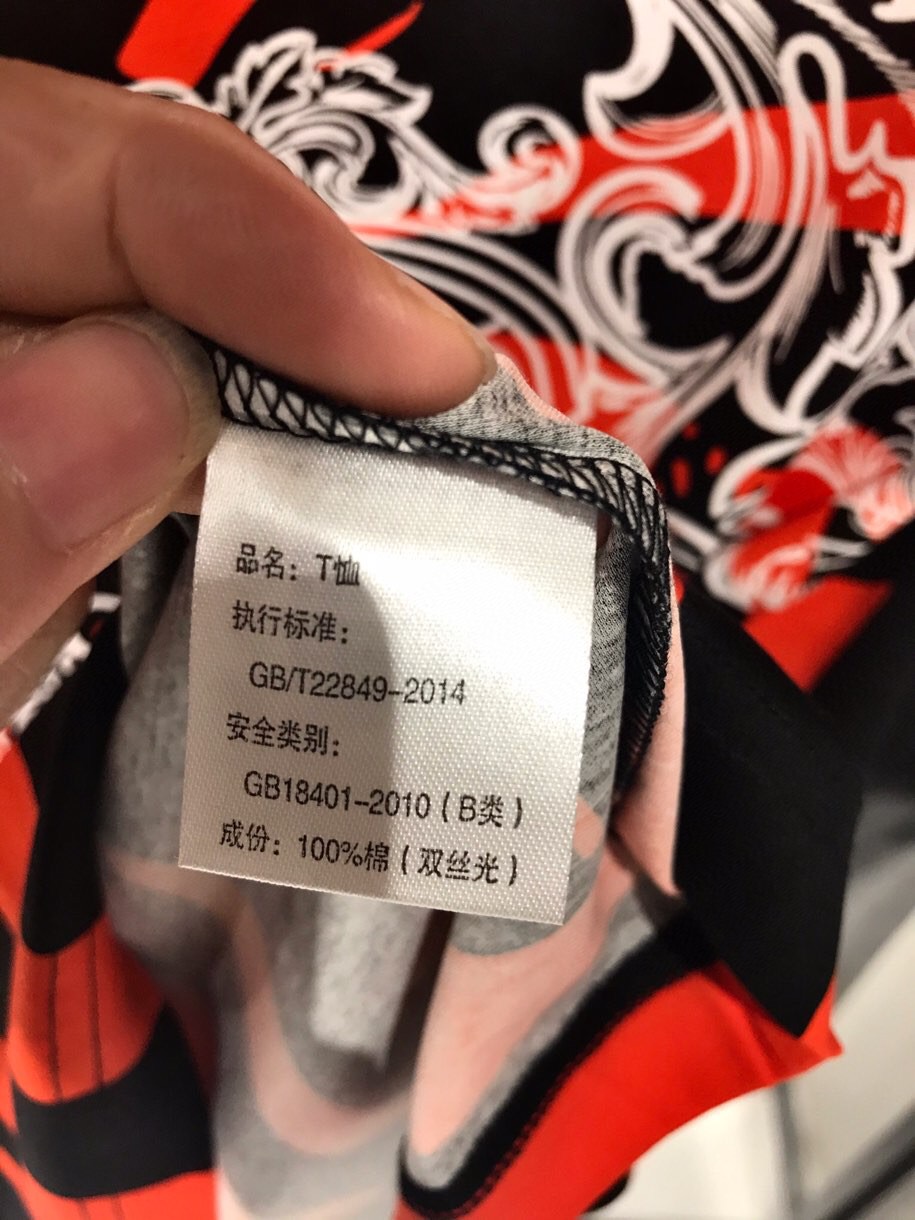 品名：T恤
执行标准：
GB/T22849-2014
安全类别：
GB18401-2010（B类）
成份：100%棉（双丝光）